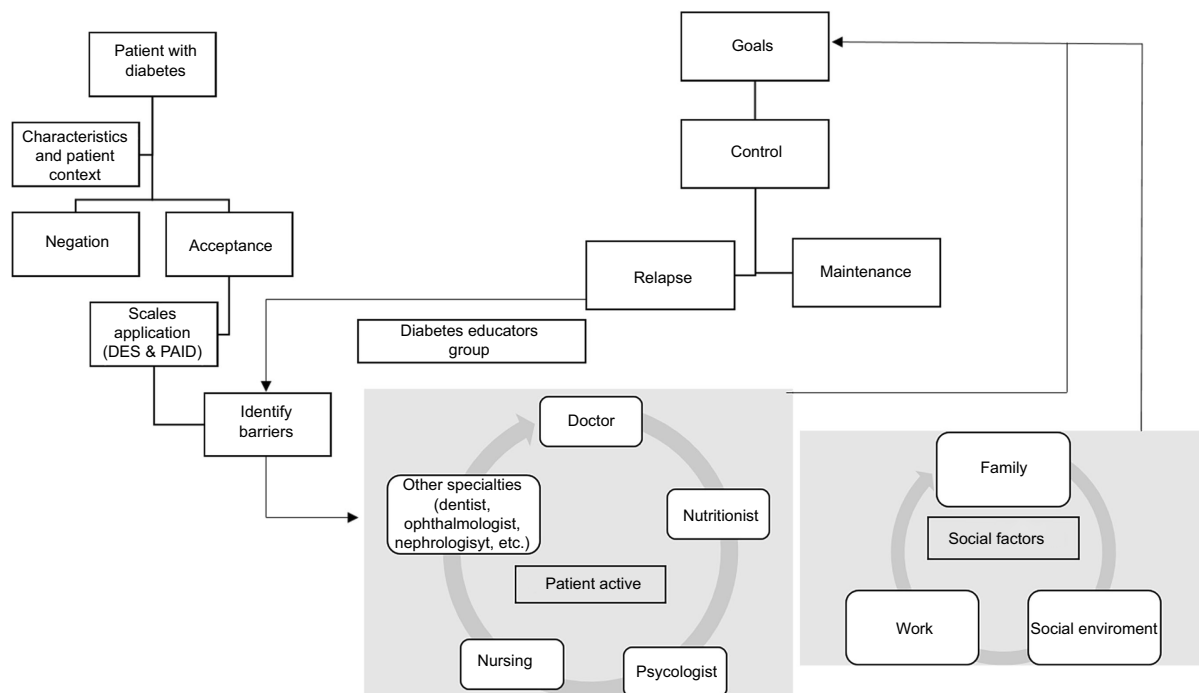 Patient with
diabetes
Characteristics
and patient
context
Negation
Acceptance
Scales
application
(DES & PAID)
Identify
barriers
Goals
Control
Relapse
Maintenance
Diabetes educators
group
Doctor
Other specialties
(dentist,
ophthalmologist,
nephrologisyt, etc.)
Nutritionist
Patient active
Nursing
Psycologist
Family
Social factors
Work
Social enviroment